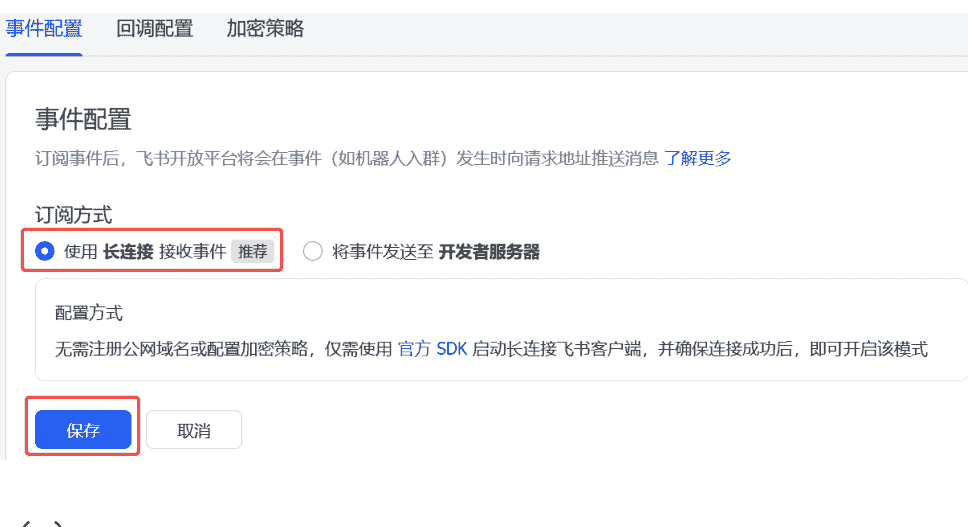 事件配置 回调配置 加密策略
事件配置
订阅事件后，飞书开放平台将会在事件（如机器人入群）发生时向请求地址推送消息 了解更多
订阅方式
使用 长连接 接收事件 推荐 将事件发送至 开发者服务器
配置方式
无需注册公网域名或配置加密策略，仅需使用 官方 SDK 启动长连接飞书客户端，并确保连接成功后，即可开启该模式
保存 取消